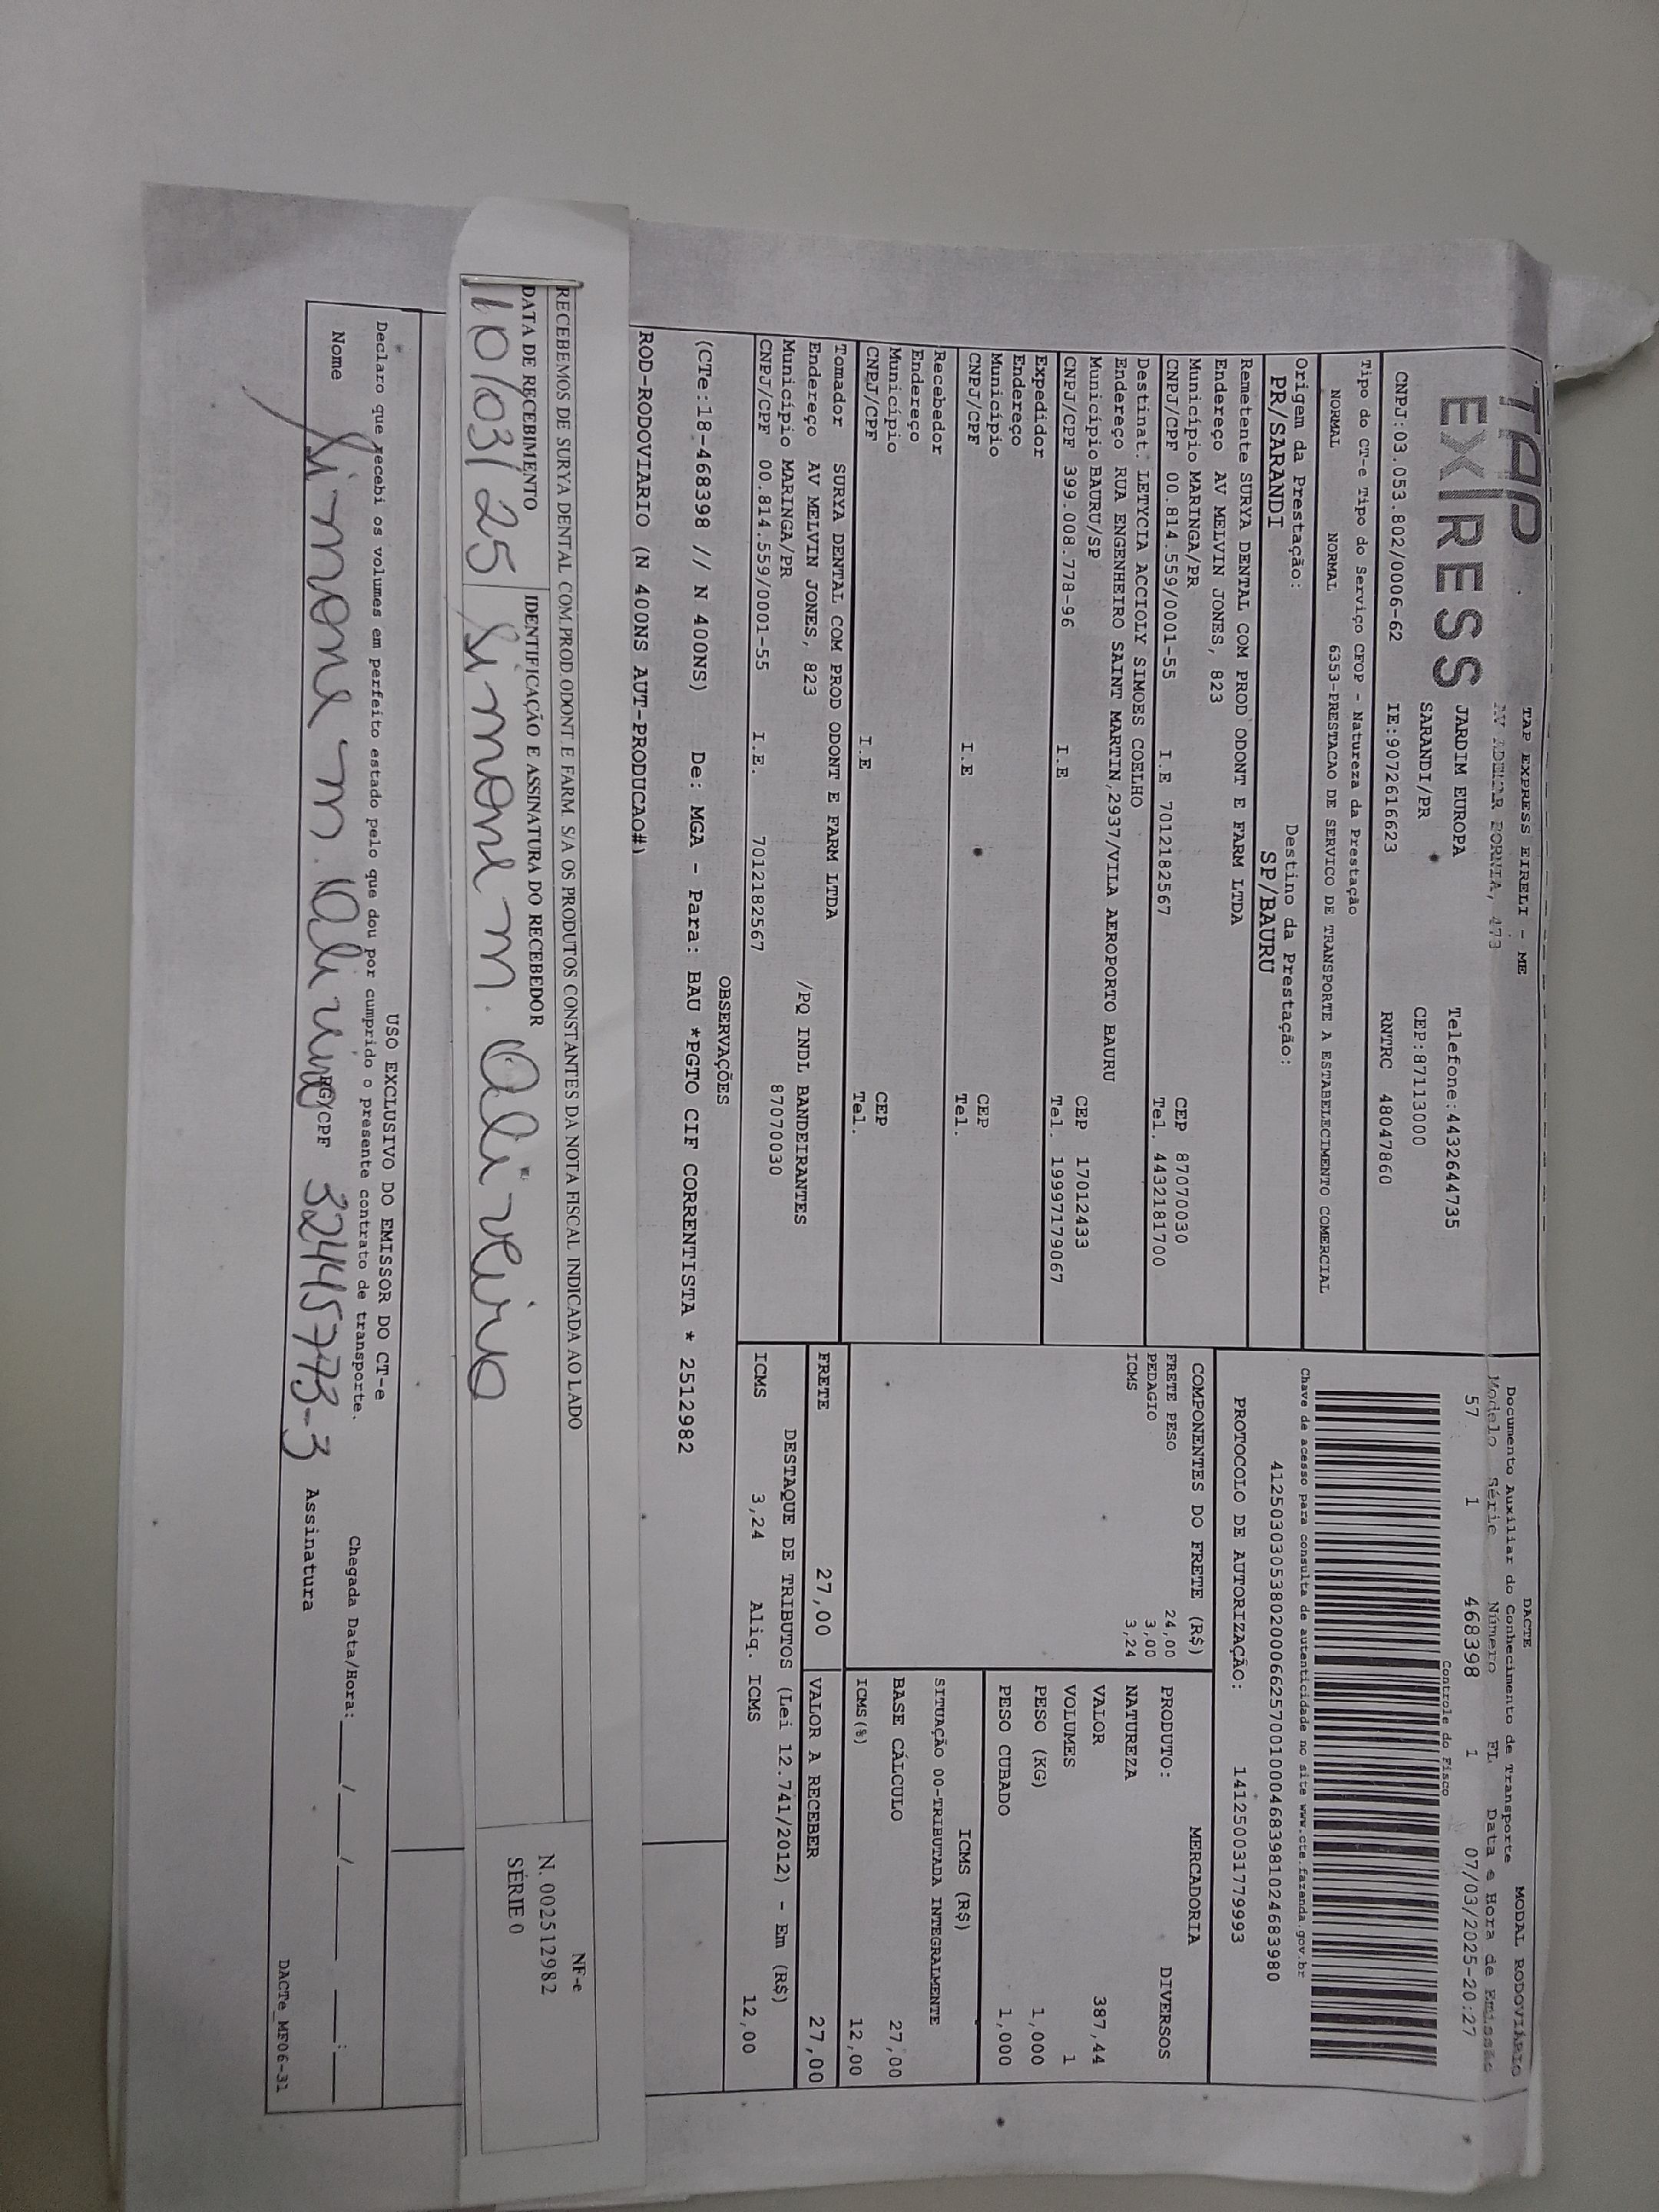 TAP
EXPRESS
TAP EXPRESS EIRELI - ME
473
JARDIM EUROPA Telefone:4432644735
SARANDI/PR CEP:87113000
CNPJ:03.053.802/0006-62 IE:9072616623 RNTRC 48047860
DACTE MODAL RODOVIÁRIO
Documento Auxiliar do Conhecimento de Transporte
Modelo Série Número FL Data e Hora de Emissão
57 1 468398 1 07/03/2025-20:27
Controle do Fisco
Tipo do CT-e Tipo do Serviço CFOP - Natureza da Prestação
NORMAL NORMAL 6353-PRESTACAO DE SERVICO DE TRANSPORTE A ESTABELECIMENTO COMERCIAL
Chave de acesso para consulta de autenticidade no site www.cte.fazenda.gov.br
41250303053802000662570010004683981024683980
Origem da Prestação: Destino da Prestação:
PR/SARANDI SP/BAURU
PROTOCOLO DE AUTORIZAÇÃO: 141250031779993
Remetente SURYA DENTAL COM PROD ODONT E FARM LTDA
Endereço AV MELVIN JONES, 823
Município MARINGA/PR CEP 87070030
CNPJ/CPF 00.814.559/0001-55 I.E 7012182567 Tel. 4432181700
Destinat. LETYCIA ACCIOLY SIMOES COELHO
Endereço RUA ENGENHEIRO SAINT MARTIN,2937/VILA AEROPORTO BAURU
Município BAURU/SP CEP 17012433
CNPJ/CPF 399.008.778-96 I.E Tel. 19997179067
Expedidor
Endereço
Município CEP
CNPJ/CPF I.E Tel.
Recebedor
Endereço
Município CEP
CNPJ/CPF I.E Tel.
Tomador SURYA DENTAL COM PROD ODONT E FARM LTDA
Endereço AV MELVIN JONES, 823 /PQ INDL BANDEIRANTES
Município MARINGA/PR 87070030
CNPJ/CPF 00.814.559/0001-55 I.E. 7012182567
COMPONENTES DO FRETE (R$)
FRETE PESO 24,00
PEDAGIO 3,00
ICMS 3,24
MERCADORIA
PRODUTO: DIVERSOS
NATUREZA
VALOR 387,44
VOLUMES 1
PESO (KG) 1,000
PESO CUBADO 1,000
ICMS (R$)
SITUAÇÃO 00-TRIBUTADA INTEGRALMENTE
BASE CÁLCULO 27,00
ICMS(%) 12,00
FRETE 27,00 VALOR A RECEBER 27,00
DESTAQUE DE TRIBUTOS (Lei 12.741/2012) - Em (R$)
ICMS 3,24 Aliq. ICMS 12,00
OBSERVAÇÕES
(CTe:18-468398 // N 400NS) De: MGA - Para: BAU *PGTO CIF CORRENTISTA * 2512982
ROD-RODOVIARIO (N 400NS AUT-PRODUCAO#)
RECEBEMOS DE SURYA DENTAL COM.PROD.ODONT.E FARM. S/A OS PRODUTOS CONSTANTES DA NOTA FISCAL INDICADA AO LADO
DATA DE RECEBIMENTO IDENTIFICAÇÃO E ASSINATURA DO RECEBEDOR
10/03/25 Simone M. Oliveira
NF-e
N. 002512982
SÉRIE 0
USO EXCLUSIVO DO EMISSOR DO CT-e
Declaro que recebi os volumes em perfeito estado pelo que dou por cumprido o presente contrato de transporte.
Chegada Data/Hora:____/____/____ __:__
Nome Simone M. Oliveira RG/CPF 32445773-3 Assinatura
DACTe_MF06-31